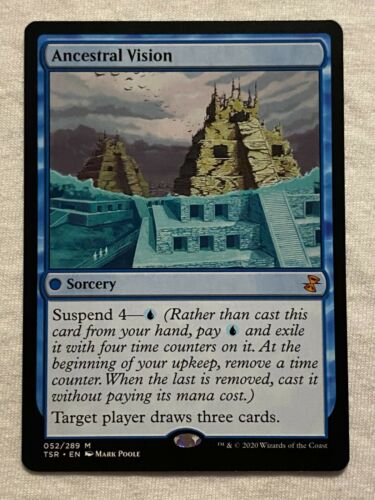 Ancestral Vision
Sorcery
Suspend 4— (Rather than cast this
card from your hand, pay and exile
it with four time counters on it. At the
beginning of your upkeep, remove a time
counter. When the last is removed, cast it
without paying its mana cost.)
Target player draws three cards.
052/289 M
TSR • EN Mark Poole
™ & © 2020 Wizards of the Coast